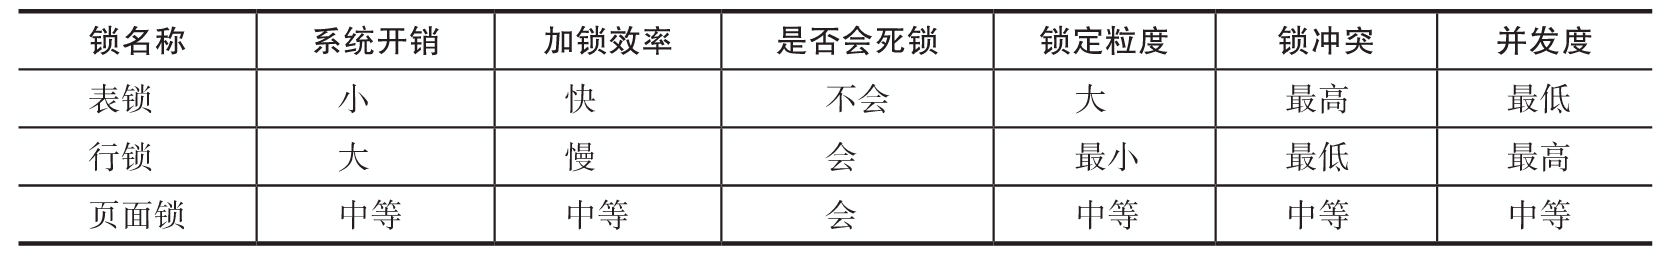 锁名称 系统开销 加锁效率 是否会死锁 锁定粒度 锁冲突 并发度
表锁 小 快 不会 大 最高 最低
行锁 大 慢 会 最小 最低 最高
页面锁 中等 中等 会 中等 中等 中等